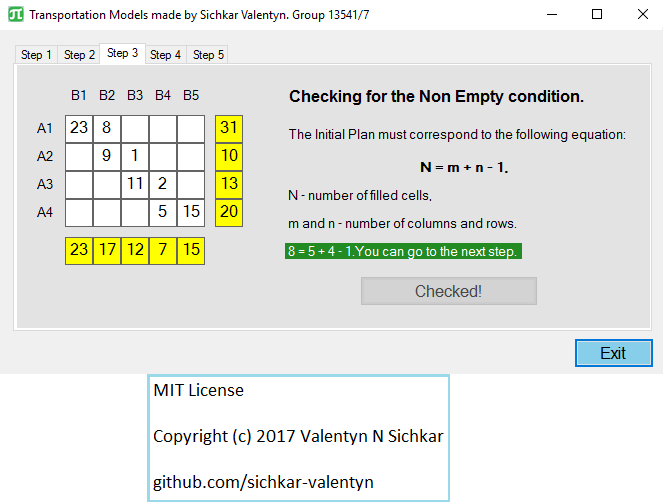 Transportation Models made by Sichkar Valentyn. Group 13541/7
Step 1 Step 2 Step 3 Step 4 Step 5
B1 B2 B3 B4 B5
A1 23 8 31
A2 9 1 10
A3 11 2 13
A4 5 15 20
23 17 12 7 15
Checking for the Non Empty condition.
The Initial Plan must correspond to the following equation:
N = m + n - 1.
N - number of filled cells,
m and n - number of columns and rows.
8 = 5 + 4 - 1.You can go to the next step.
Checked!
Exit
MIT License
Copyright (c) 2017 Valentyn N Sichkar
github.com/sichkar-valentyn